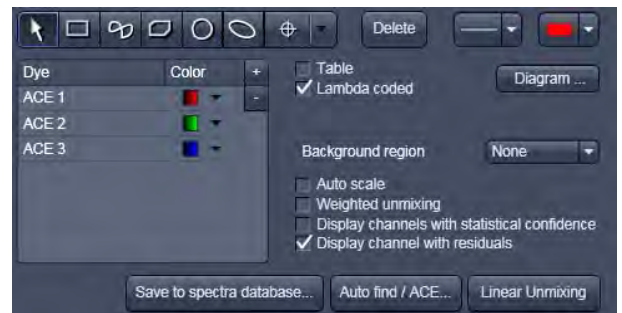 Delete
Dye Color +
ACE 1 -
ACE 2
ACE 3
Table
Lambda coded
Diagram ...
Background region None
Auto scale
Weighted unmixing
Display channels with statistical confidence
Display channel with residuals
Save to spectra database... Auto find / ACE... Linear Unmixing